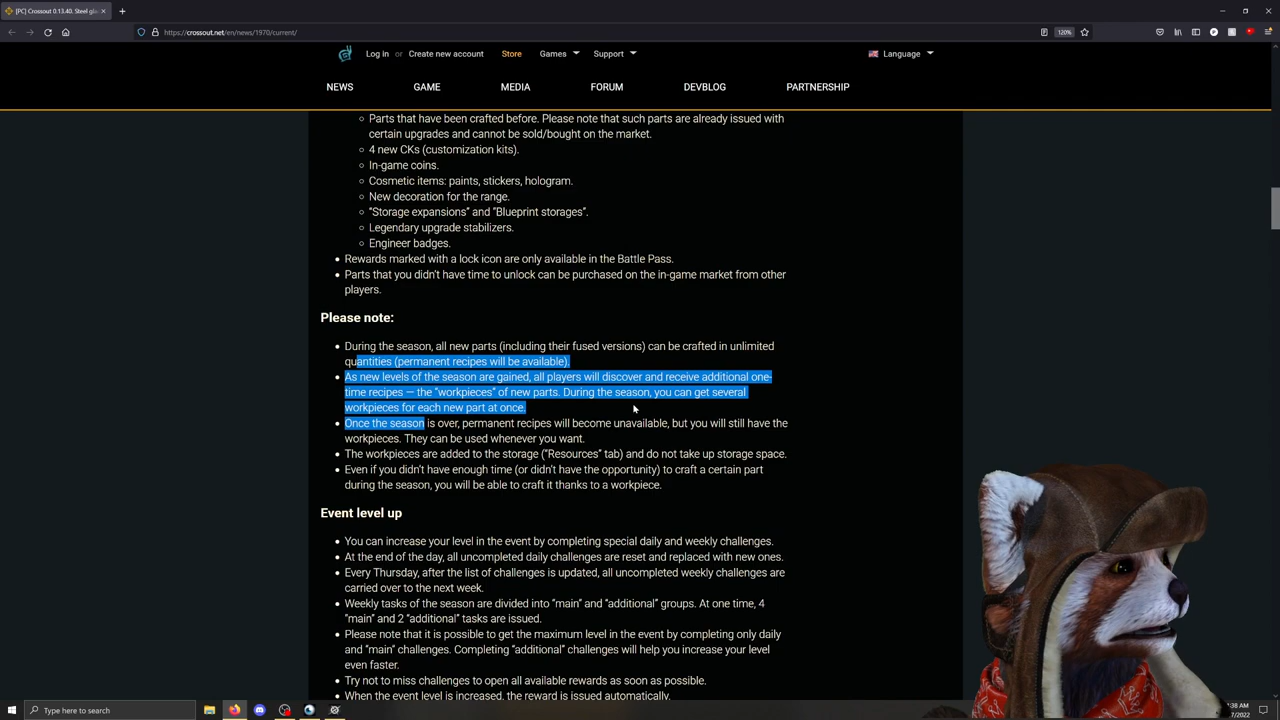 [PC] Crossout 0.13.40. Steel gla
https://crossout.net/en/news/1970/current/
120%
Log in or Create new account Store Games Support Language
NEWS GAME MEDIA FORUM DEVBLOG PARTNERSHIP
Parts that have been crafted before. Please note that such parts are already issued with
certain upgrades and cannot be sold/bought on the market.
4 new CKs (customization kits).
In-game coins.
Cosmetic items: paints, stickers, hologram.
New decoration for the range.
“Storage expansions” and “Blueprint storages”.
Legendary upgrade stabilizers.
Engineer badges.
Rewards marked with a lock icon are only available in the Battle Pass.
Parts that you didn’t have time to unlock can be purchased on the in-game market from other
players.
Please note:
During the season, all new parts (including their fused versions) can be crafted in unlimited
quantities (permanent recipes will be available).
As new levels of the season are gained, all players will discover and receive additional one-
time recipes — the “workpieces” of new parts. During the season, you can get several
workpieces for each new part at once.
Once the season is over, permanent recipes will become unavailable, but you will still have the
workpieces. They can be used whenever you want.
The workpieces are added to the storage (“Resources” tab) and do not take up storage space.
Even if you didn’t have enough time (or didn’t have the opportunity) to craft a certain part
during the season, you will be able to craft it thanks to a workpiece.
Event level up
You can increase your level in the event by completing special daily and weekly challenges.
At the end of the day, all uncompleted daily challenges are reset and replaced with new ones.
Every Thursday, after the list of challenges is updated, all uncompleted weekly challenges are
carried over to the next week.
Weekly tasks of the season are divided into “main” and “additional” groups. At one time, 4
“main” and 2 “additional” tasks are issued.
Please note that it is possible to get the maximum level in the event by completing only daily
and “main” challenges. Completing “additional” challenges will help you increase your level
even faster.
Try not to miss challenges to open all available rewards as soon as possible.
When the event level is increased, the reward is issued automatically.
Type here to search
:38 AM
/7/2022